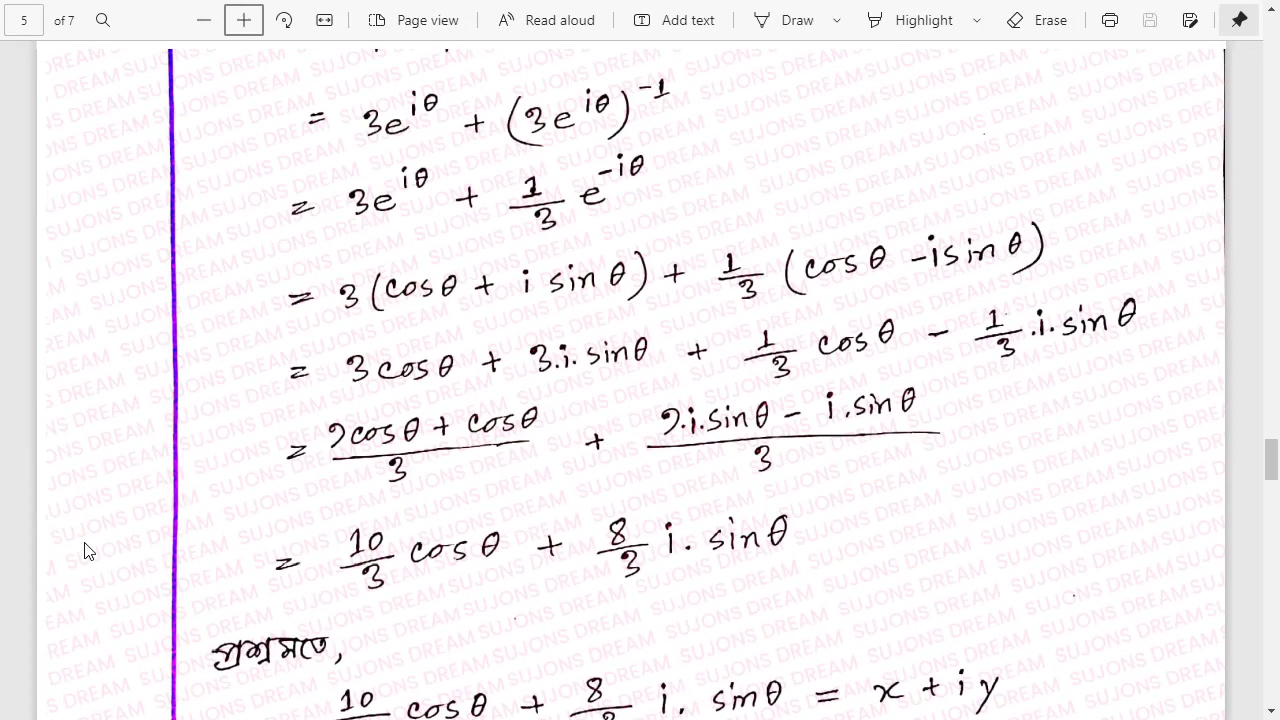 5 of 7 Page view Read aloud Add text Draw Highlight Erase
= 3e^{iθ} + (3e^{iθ})^{-1}
= 3e^{iθ} + 1/3 e^{-iθ}
= 3(cosθ + i sinθ) + 1/3 (cosθ - isinθ)
= 3cosθ + 3.i.sinθ + 1/3 cosθ - 1/3 .i.sinθ
= 9cosθ + cosθ/3 + 9.i.sinθ - i.sinθ/3
= 10/3 cosθ + 8/3 i. sinθ
প্রশ্নমতে,
10 cosθ + 8 i. sinθ = x + iy
SUJONS DREAM